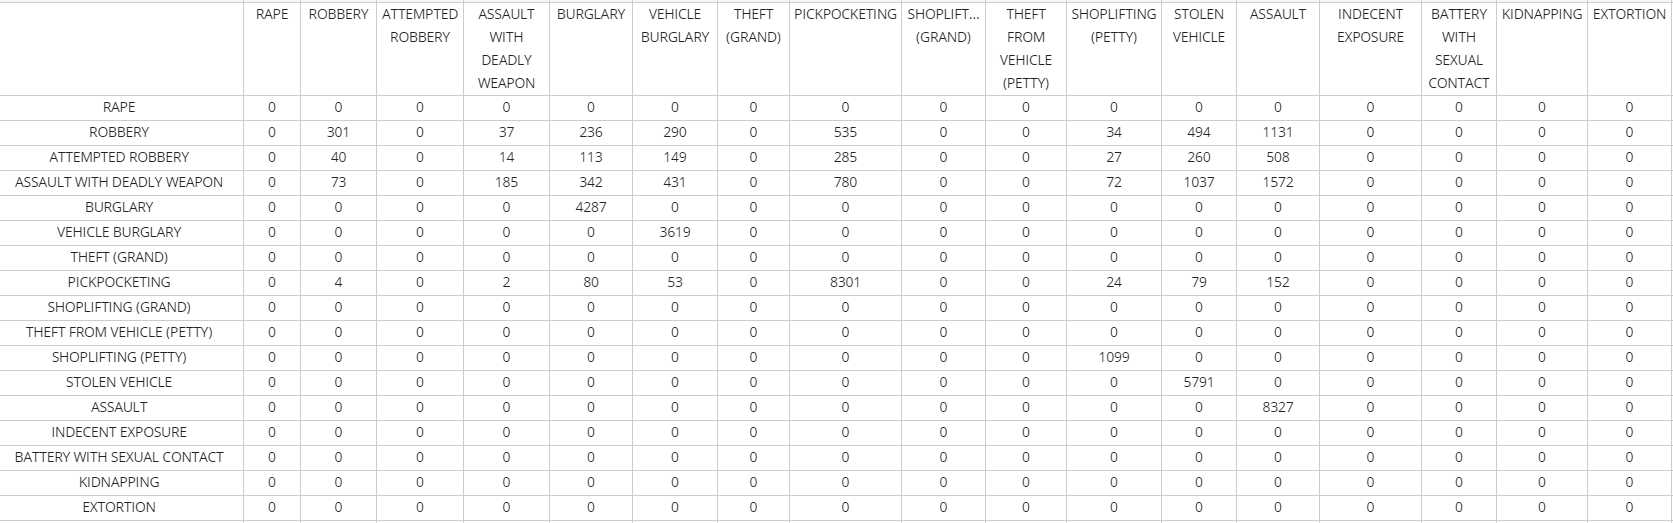 RAPE ROBBERY ATTEMPTED ROBBERY ASSAULT WITH DEADLY WEAPON BURGLARY VEHICLE BURGLARY THEFT (GRAND) PICKPOCKETING SHOPLIFT... (GRAND) THEFT FROM VEHICLE (PETTY) SHOPLIFTING (PETTY) STOLEN VEHICLE ASSAULT INDECENT EXPOSURE BATTERY WITH SEXUAL CONTACT KIDNAPPING EXTORTION
RAPE 0 0 0 0 0 0 0 0 0 0 0 0 0 0 0 0 0
ROBBERY 0 301 0 37 236 290 0 535 0 0 34 494 1131 0 0 0 0
ATTEMPTED ROBBERY 0 40 0 14 113 149 0 285 0 0 27 260 508 0 0 0 0
ASSAULT WITH DEADLY WEAPON 0 73 0 185 342 431 0 780 0 0 72 1037 1572 0 0 0 0
BURGLARY 0 0 0 0 4287 0 0 0 0 0 0 0 0 0 0 0 0
VEHICLE BURGLARY 0 0 0 0 0 3619 0 0 0 0 0 0 0 0 0 0 0
THEFT (GRAND) 0 0 0 0 0 0 0 0 0 0 0 0 0 0 0 0 0
PICKPOCKETING 0 4 0 2 80 53 0 8301 0 0 24 79 152 0 0 0 0
SHOPLIFTING (GRAND) 0 0 0 0 0 0 0 0 0 0 0 0 0 0 0 0 0
THEFT FROM VEHICLE (PETTY) 0 0 0 0 0 0 0 0 0 0 0 0 0 0 0 0 0
SHOPLIFTING (PETTY) 0 0 0 0 0 0 0 0 0 0 1099 0 0 0 0 0 0
STOLEN VEHICLE 0 0 0 0 0 0 0 0 0 0 0 5791 0 0 0 0 0
ASSAULT 0 0 0 0 0 0 0 0 0 0 0 0 8327 0 0 0 0
INDECENT EXPOSURE 0 0 0 0 0 0 0 0 0 0 0 0 0 0 0 0 0
BATTERY WITH SEXUAL CONTACT 0 0 0 0 0 0 0 0 0 0 0 0 0 0 0 0 0
KIDNAPPING 0 0 0 0 0 0 0 0 0 0 0 0 0 0 0 0 0
EXTORTION 0 0 0 0 0 0 0 0 0 0 0 0 0 0 0 0 0